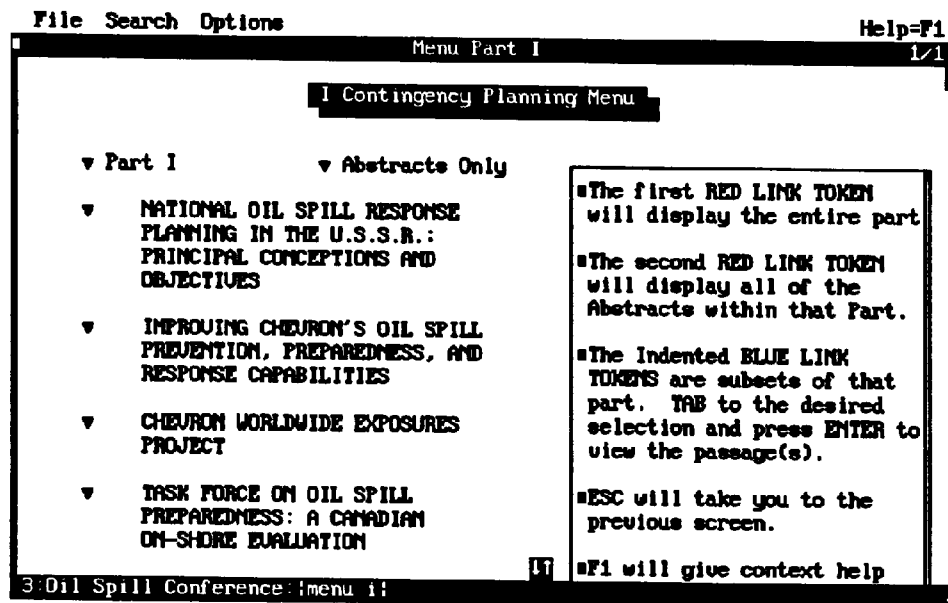 File Search Options Help=F1
Menu Part I 1/1
I Contingency Planning Menu
▼ Part I ▼ Abstracts Only
▼ NATIONAL OIL SPILL RESPONSE
PLANNING IN THE U.S.S.R.:
PRINCIPAL CONCEPTIONS AND
OBJECTIVES
▼ IMPROVING CHEVRON'S OIL SPILL
PREVENTION, PREPAREDNESS, AND
RESPONSE CAPABILITIES
▼ CHEVRON WORLDWIDE EXPOSURES
PROJECT
▼ TASK FORCE ON OIL SPILL
PREPAREDNESS: A CANADIAN
ON-SHORE EVALUATION
■The first RED LINK TOKEN
will display the entire part
■The second RED LINK TOKEN
will display all of the
Abstracts within that Part.
■The Indented BLUE LINK
TOKENS are subsets of that
part. TAB to the desired
selection and press ENTER to
view the passage(s).
■ESC will take you to the
previous screen.
■F1 will give context help
↓↑
3:Oil Spill Conference:¦menu i¦